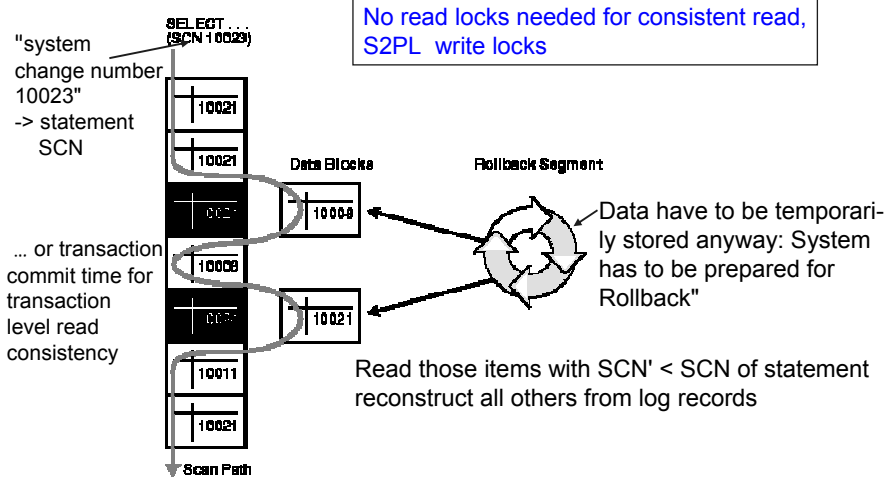 No read locks needed for consistent read,
S2PL write locks
SELECT . . .
(SCN 10023)
"system
change number
10023"
-> statement
SCN
10021
10021
Data Blocks
Rollback Segment
10008
Data have to be temporari-
ly stored anyway: System
has to be prepared for
Rollback"
... or transaction
commit time for
transaction
level read
consistency
10021
10011
Read those items with SCN' < SCN of statement
reconstruct all others from log records
10021
Scan Path